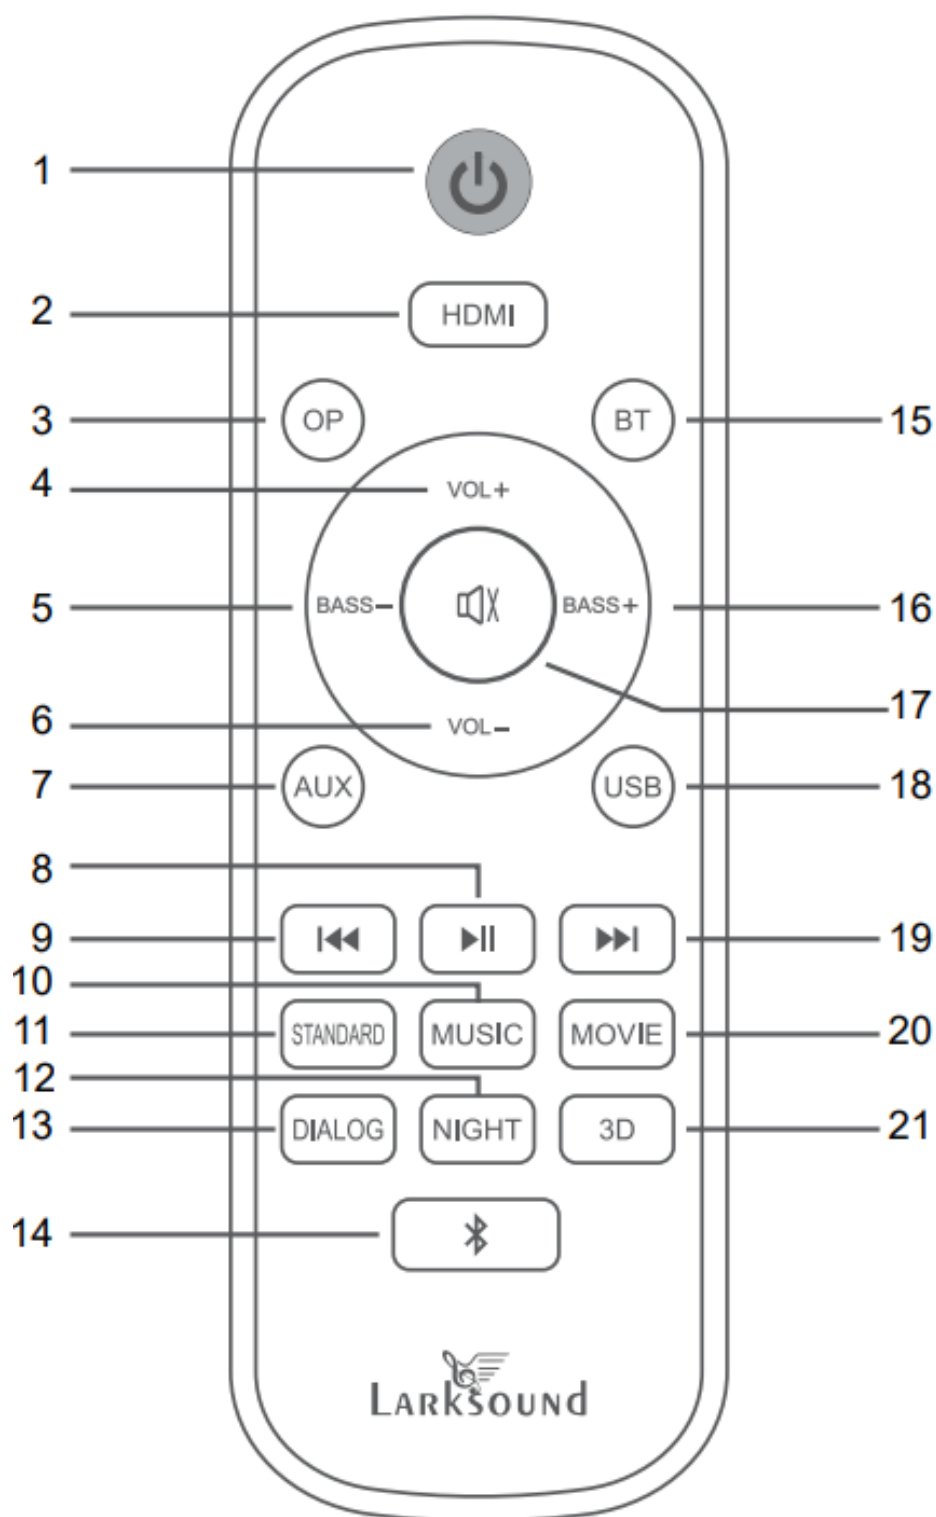 1
2 HDMI
3 OP BT 15
4 VOL+
5 BASS- BASS+ 16
17
6 VOL-
7 AUX USB 18
8
9 19
10
11 STANDARD MUSIC MOVIE 20
12
13 DIALOG NIGHT 3D 21
14
LARKSOUND